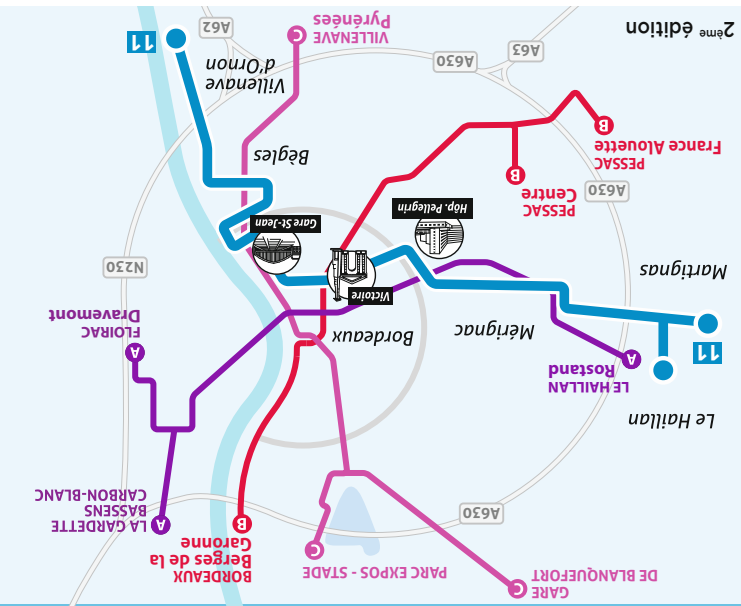 GARE
DE BLANQUEFORT
C
PARC EXPOS - STADE
C
BORDEAUX
Berges de la
Garonne
B
LA GARDETTE
BASSENS
CARBON-BLANC
A
A630
Le Haillan
LE HAILLAN
Rostand
A
11
Mérignac
Bordeaux
FLOIRAC
Dravemont
A
Martignas
Victoire
N230
Hôp. Pellegrin
Gare St-Jean
A630
PESSAC
Centre
B
PESSAC
France Alouette
B
Bègles
Villenave
d'Ornon
A63
A630
VILLENAVE
Pyrénées
C
11
A62
2ème édition